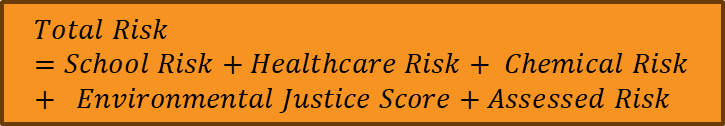 Total Risk
= School Risk + Healthcare Risk + Chemical Risk
+ Environmental Justice Score + Assessed Risk